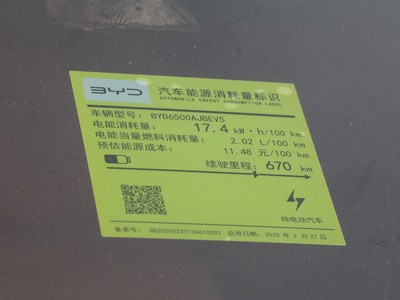 BYD 汽车能源消耗量标识
AUTOMOBILE ENERGY CONSUMPTION LABEL
车辆型号: BYD6500AJBEV5
电能消耗量: 17.4 kW·h/100 km
电能当量燃料消耗量: 2.02 L/100 km
预估能源成本: 11.48 元/100 km
续驶里程: 670 km
纯电动汽车
备案号: 启用日期: 2025 年 2 月 27 日